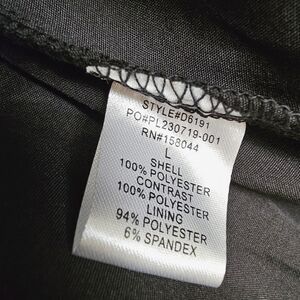 STYLE#D6191
PO#PL230719-001
RN#158044
L
SHELL
100% POLYESTER
CONTRAST
100% POLYESTER
LINING
94% POLYESTER
6% SPANDEX